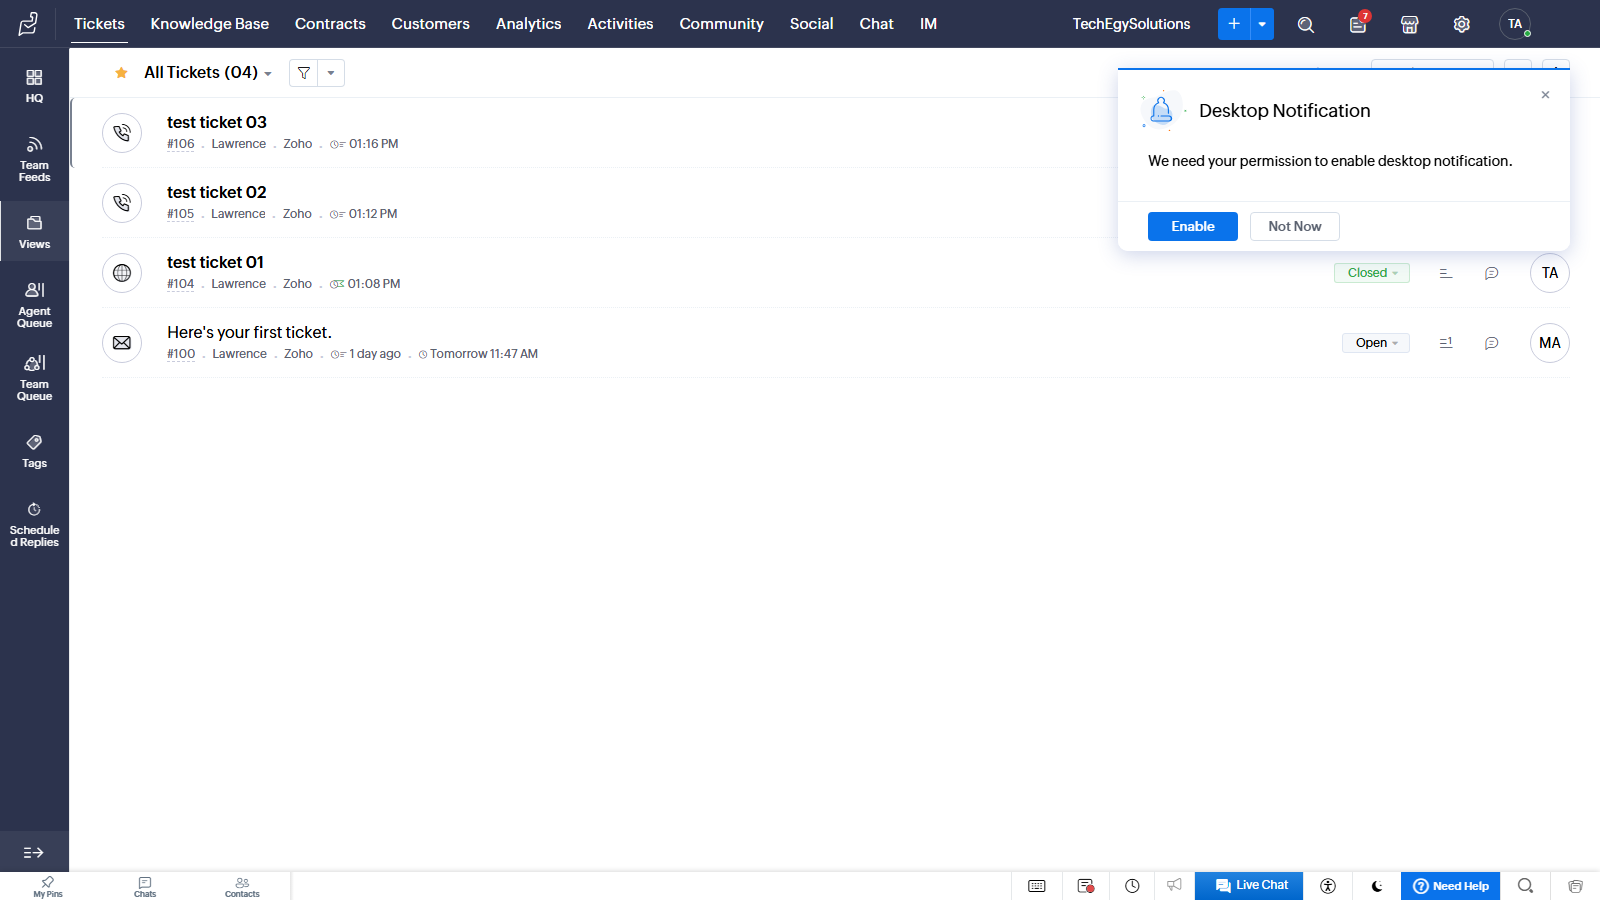 Tickets Knowledge Base Contracts Customers Analytics Activities Community Social Chat IM TechEgySolutions 7 TA
HQ
Team
Feeds
Views
Agent
Queue
Team
Queue
Tags
Schedule
d Replies
All Tickets (04)
test ticket 03
#106 . Lawrence . Zoho . 01:16 PM
test ticket 02
#105 . Lawrence . Zoho . 01:12 PM
test ticket 01
#104 . Lawrence . Zoho . 01:08 PM
Closed TA
Here's your first ticket.
#100 . Lawrence . Zoho . 1 day ago . Tomorrow 11:47 AM
Open 1 MA
Desktop Notification
We need your permission to enable desktop notification.
Enable Not Now
My Pins Chats Contacts Live Chat Need Help